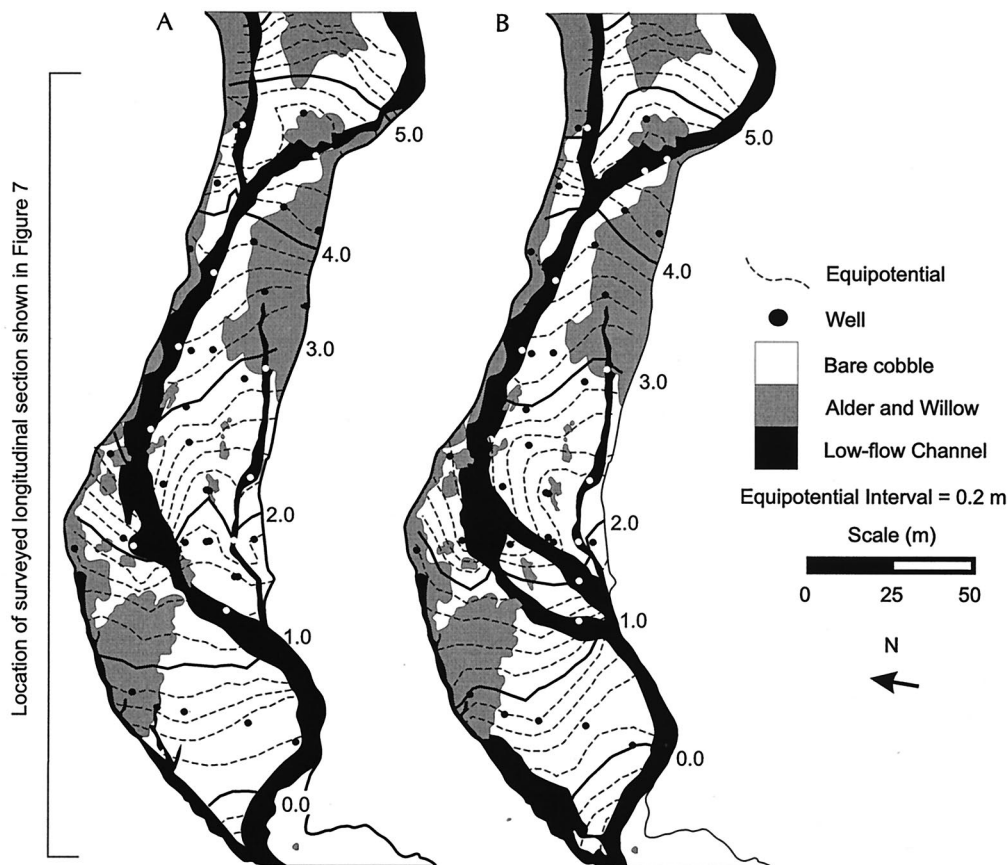 A
B
Location of surveyed longitudinal section shown in Figure 7
5.0
4.0
3.0
2.0
1.0
0.0
5.0
4.0
3.0
2.0
1.0
0.0
Equipotential
Well
Bare cobble
Alder and Willow
Low-flow Channel
Equipotential Interval = 0.2 m
Scale (m)
0 25 50
N